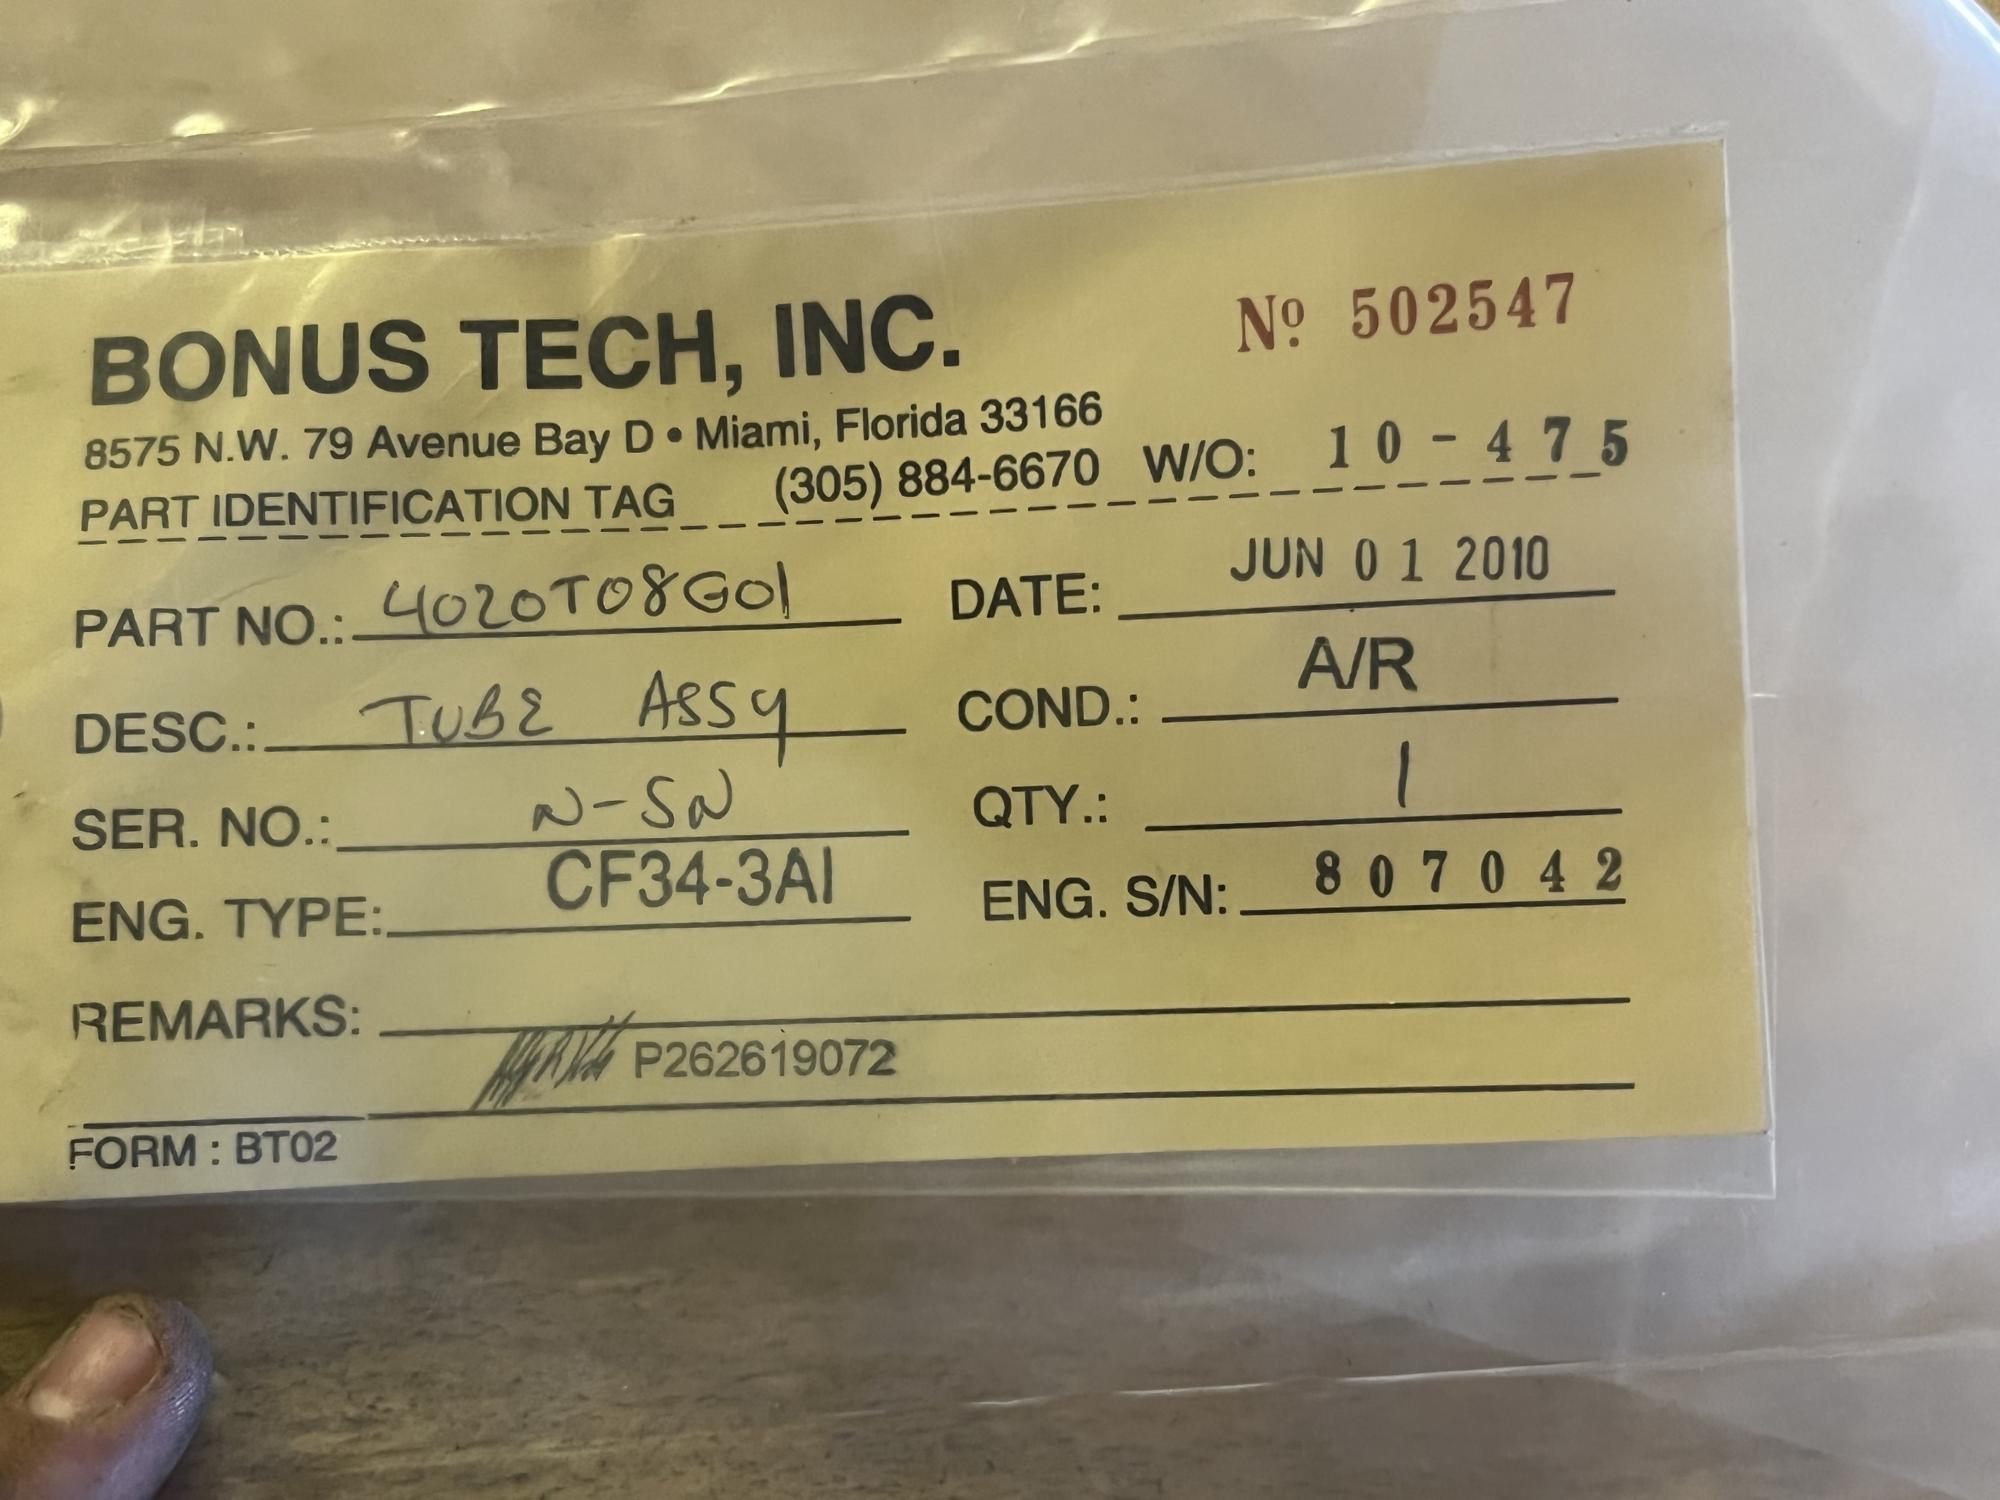 BONUS TECH, INC.
Nº 502547
8575 N.W. 79 Avenue Bay D • Miami, Florida 33166
PART IDENTIFICATION TAG (305) 884-6670 W/O: 10-475
PART NO.: 4020T08G01 DATE: JUN 01 2010
DESC.: TUBE ASSY COND.: A/R
SER. NO.: N-SN QTY.: 1
ENG. TYPE: CF34-3A1 ENG. S/N: 807042
REMARKS:
P262619072
FORM : BT02